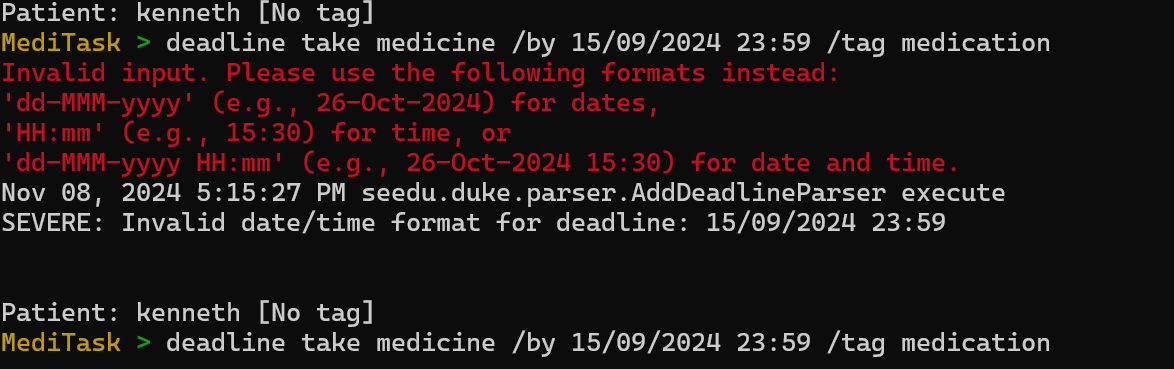 Patient: kenneth [No tag]
MediTask > deadline take medicine /by 15/09/2024 23:59 /tag medication
Invalid input. Please use the following formats instead:
'dd-MMM-yyyy' (e.g., 26-Oct-2024) for dates,
'HH:mm' (e.g., 15:30) for time, or
'dd-MMM-yyyy HH:mm' (e.g., 26-Oct-2024 15:30) for date and time.
Nov 08, 2024 5:15:27 PM seedu.duke.parser.AddDeadlineParser execute
SEVERE: Invalid date/time format for deadline: 15/09/2024 23:59
Patient: kenneth [No tag]
MediTask > deadline take medicine /by 15/09/2024 23:59 /tag medication